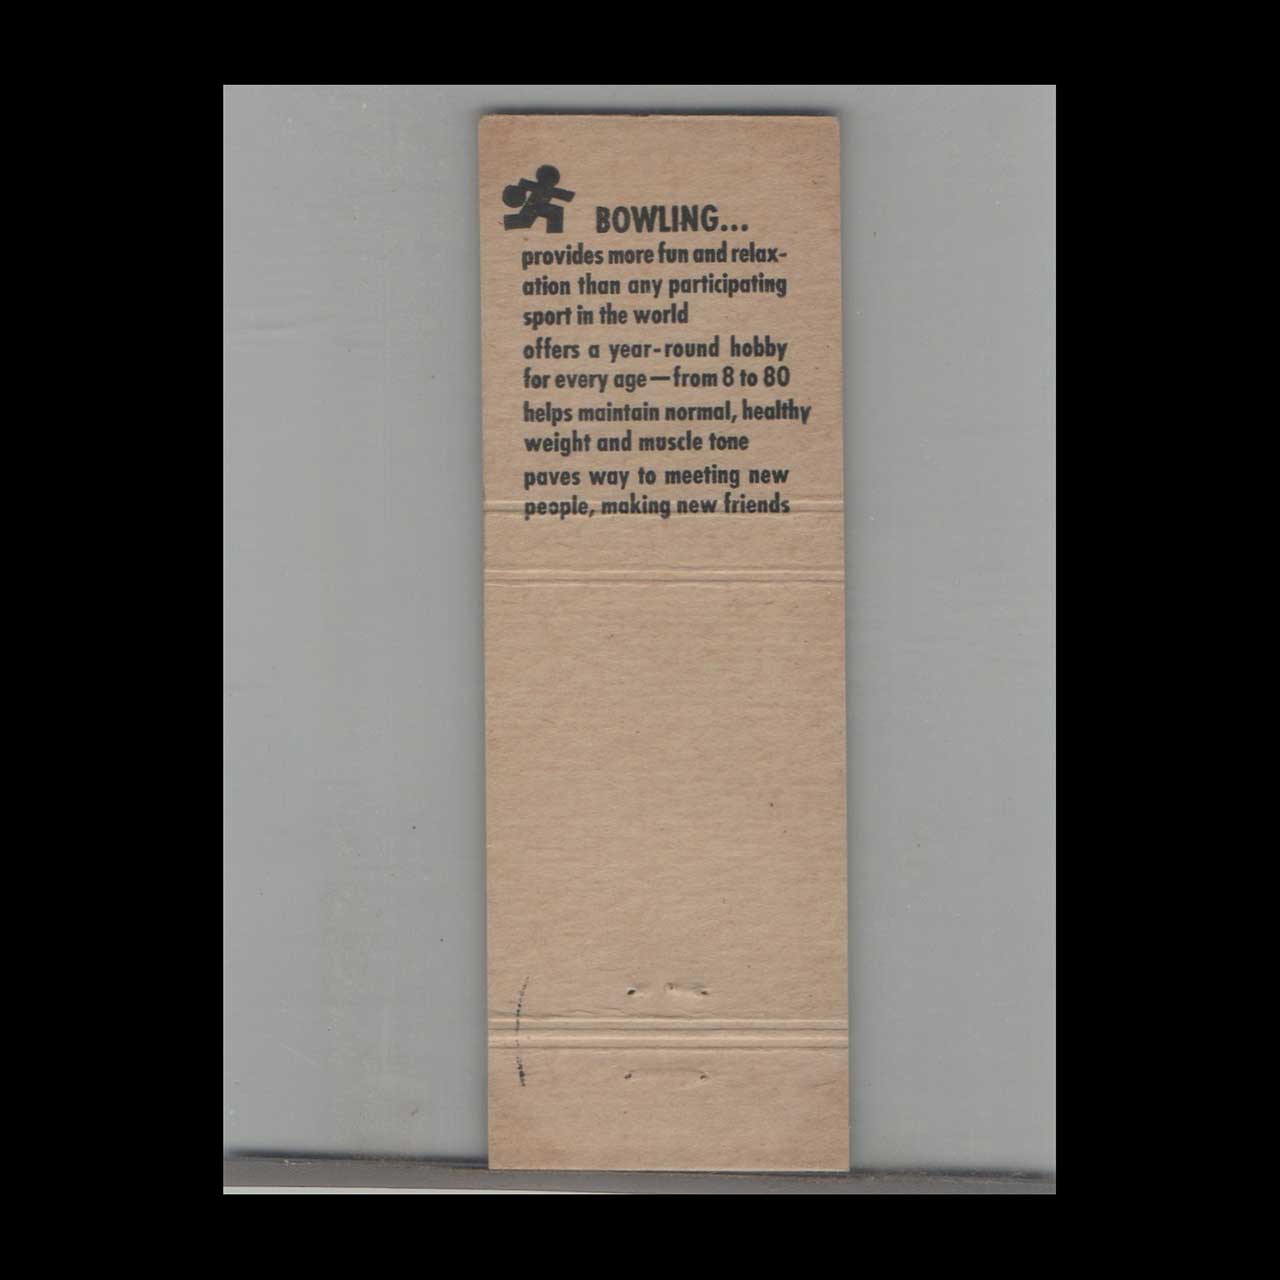 BOWLING...
provides more fun and relax-
ation than any participating
sport in the world
offers a year-round hobby
for every age—from 8 to 80
helps maintain normal, healthy
weight and muscle tone
paves way to meeting new
people, making new friends